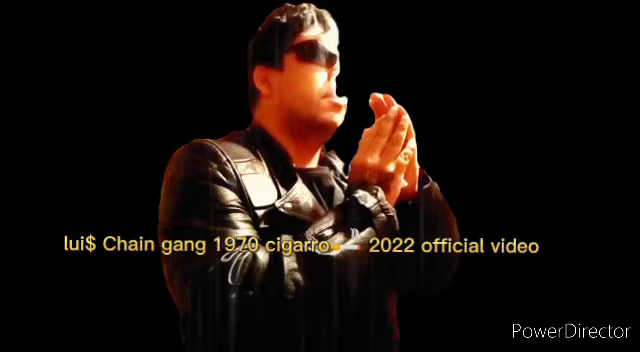 lui$ Chain gang 1970 cigarro 🚬 2022 official video
PowerDirector